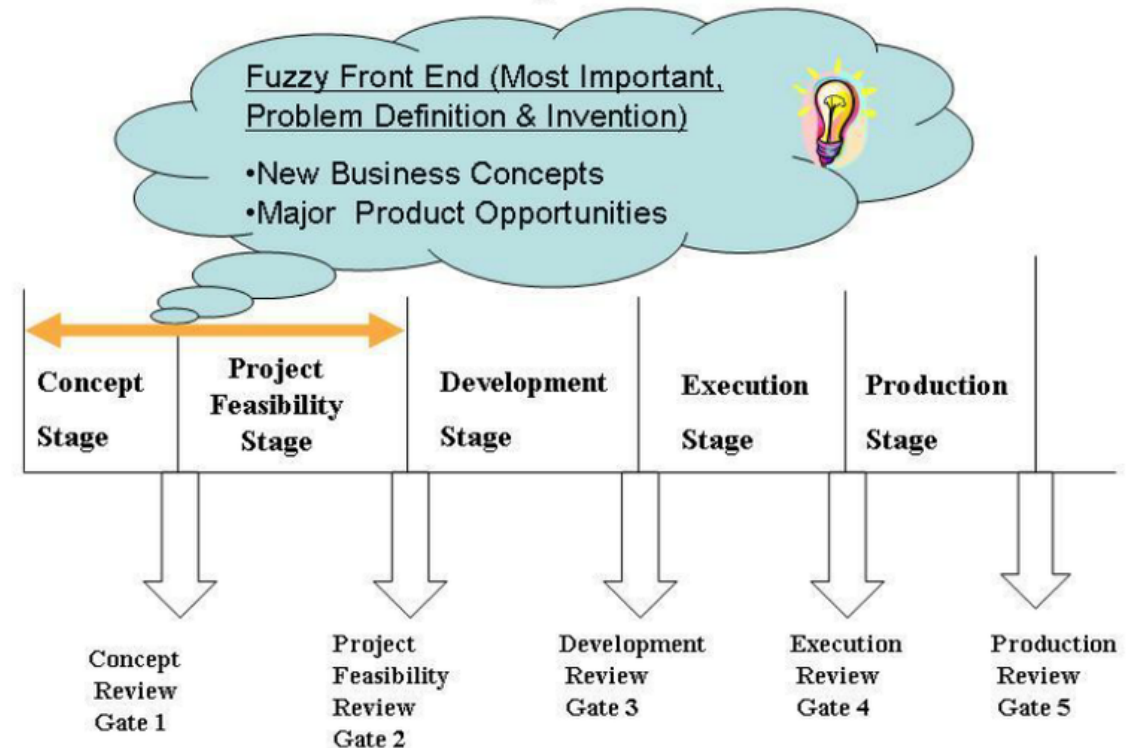 Fuzzy Front End (Most Important,
Problem Definition & Invention)
•New Business Concepts
•Major Product Opportunities
Concept
Stage
Project
Feasibility
Stage
Development
Stage
Execution
Stage
Production
Stage
Concept
Review
Gate 1
Project
Feasibility
Review
Gate 2
Development
Review
Gate 3
Execution
Review
Gate 4
Production
Review
Gate 5